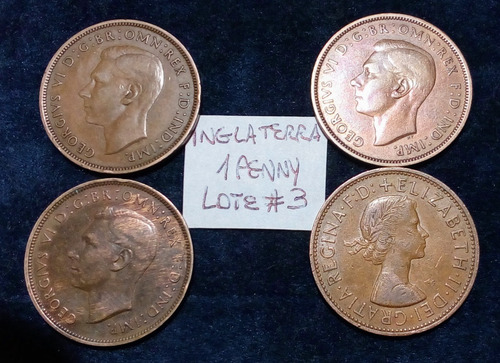 GEORGIVS VI D:G:BR:OMN:REX F:D:IND:IMP.
GEORGIVS VI D:G:BR:OMN:REX F:D:IND:IMP.
INGLATERRA
1 PENNY
LOTE #3
GEORGIVS VI D:G:BR:OMN:REX F:D:IND:IMP.
+ELIZABETH II DEI GRATIA REGINA F:D: